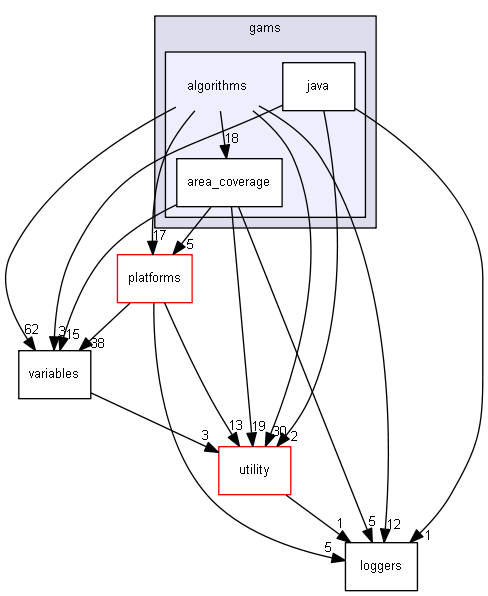 gams
algorithms
java
18
area_coverage
17
5
platforms
62
3
15
38
variables
3
13
19
30
2
utility
1
5
12
1
5
loggers